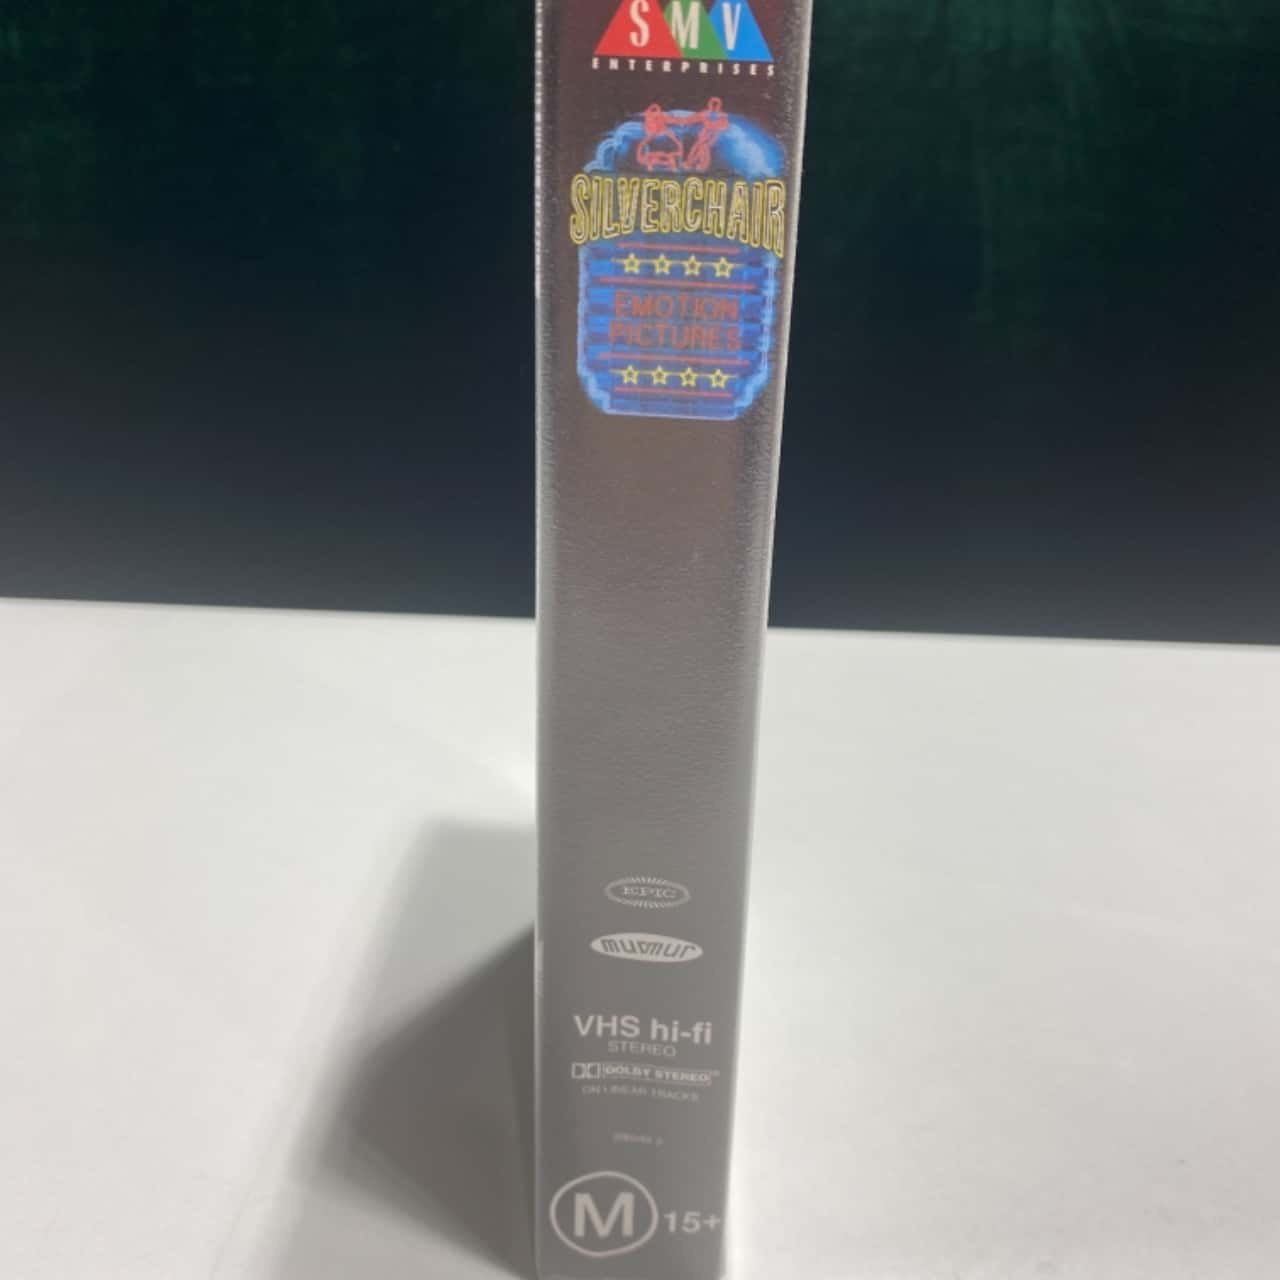 SMV
ENTERPRISES
SILVERCHAIR
EMOTION
PICTURES
EPIC
murmur
VHS hi-fi
STEREO
DOLBY STEREO
ON LINEAR TRACKS
M 15+